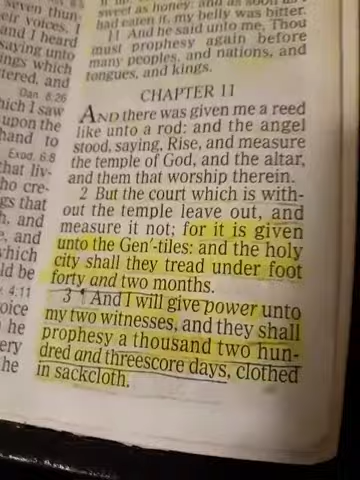 seven thun-
eir voices, I
and I heard
saying unto
ings which
tered, and
Dan. 8.26
hich I saw
upon the
hand to
Exod. 6.8
that liv-
ho cre-
gs that
h, and
e, and
which
ld be
4.11
voice
he
ery
he
sweet as honey: and as soon as
had eaten it, my belly was bitter.
11 And he said unto me, Thou
must prophesy again before
many peoples, and nations, and
tongues, and kings.
CHAPTER 11
AND there was given me a reed
like unto a rod: and the angel
stood, saying, Rise, and measure
the temple of God, and the altar,
and them that worship therein.
2 But the court which is with-
out the temple leave out, and
measure it not; for it is given
unto the Gen'-tiles: and the holy
city shall they tread under foot
forty and two months.
3 ¶ And I will give power unto
my two witnesses, and they shall
prophesy a thousand two hun-
dred and threescore days, clothed
in sackcloth.